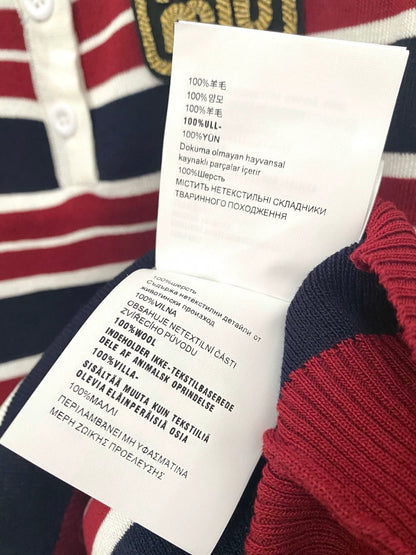 100%羊毛
100%양모
100%羊毛
100%ULL-
100%YÜN
Dokuma olmayan hayvansal
kaynaklı parçalar içerir
100%Шерсть
МІСТИТЬ НЕТЕКСТИЛЬНІ СКЛАДНИКИ
ТВАРИННОГО ПОХОДЖЕННЯ
100%шерсть
Съдържа нетекстилни детайли от
животински произход
100%VILNA
OBSAHUJE NETEXTILNÍ ČÁSTI
ZVÍŘECÍHO PŮVODU
100%WOOL
INDEHOLDER IKKE-TEKSTILBASEREDE
DELE AF ANIMALSK OPRINDELSE
100%VILLA-
SISÄLTÄÄ MUUTA KUIN TEKSTIILIÄ
OLEVIA ELÄINPERÄISIÄ OSIA
100%ΜΑΛΛΙ
ΠΕΡΙΛΑΜΒΑΝΕΙ ΜΗ ΥΦΑΣΜΑΤΙΝΑ
ΜΕΡΗ ΖΩΙΚΗΣ ΠΡΟΕΛΕΥΣΗΣ